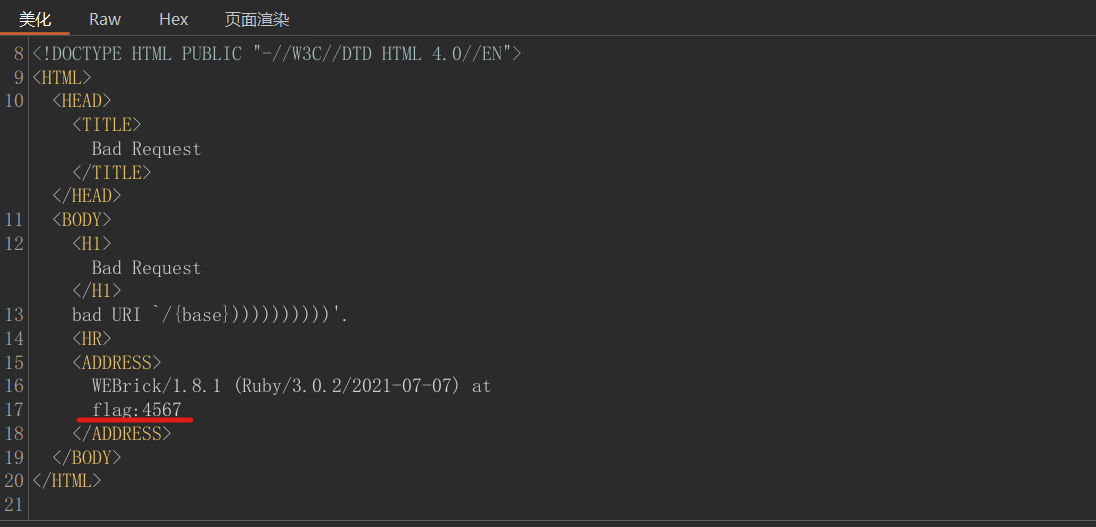 美化 Raw Hex 页面渲染
8 <!DOCTYPE HTML PUBLIC "-//W3C//DTD HTML 4.0//EN">
9 <HTML>
10 <HEAD>
<TITLE>
Bad Request
</TITLE>
</HEAD>
11 <BODY>
12 <H1>
Bad Request
</H1>
13 bad URI `/{base}))))))))))'.
14 <HR>
15 <ADDRESS>
16 WEBrick/1.8.1 (Ruby/3.0.2/2021-07-07) at
17 flag:4567
18 </ADDRESS>
19 </BODY>
20 </HTML>
21